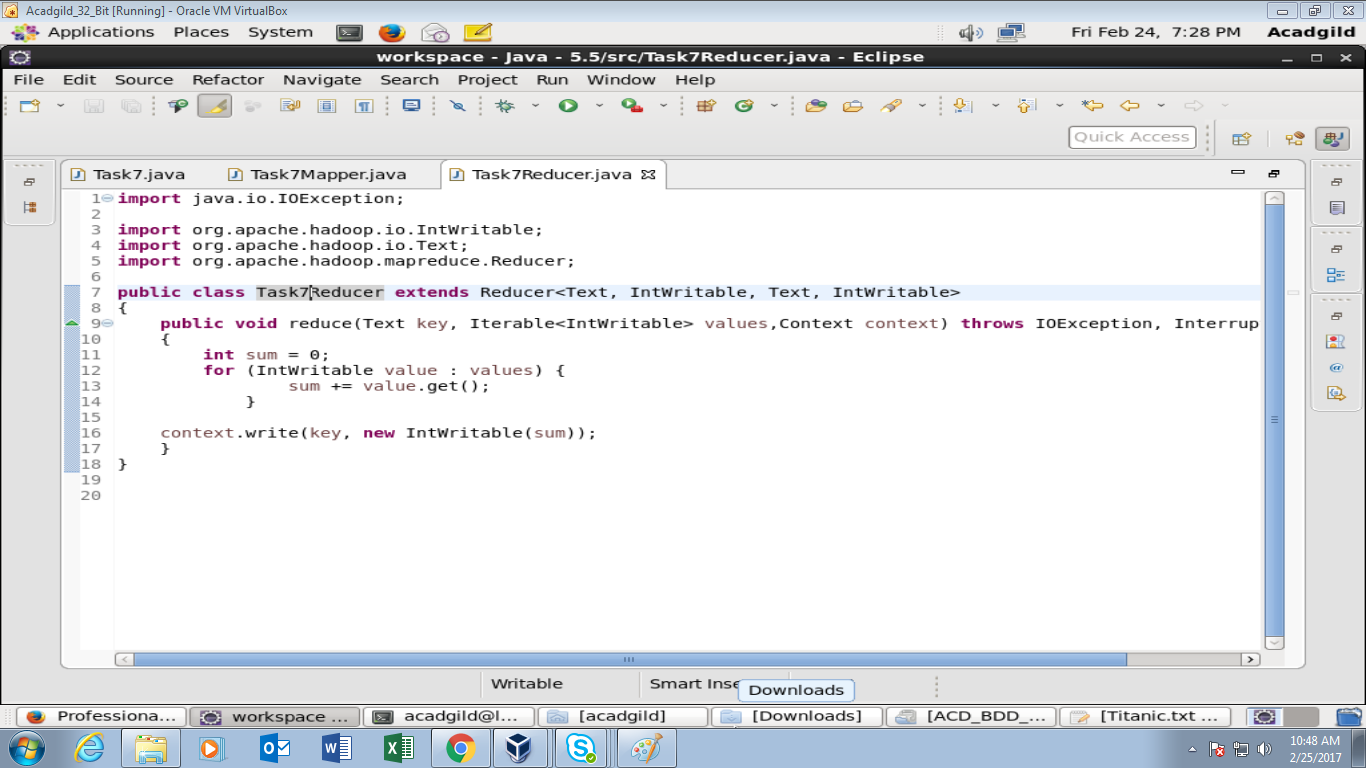 Acadgild_32_Bit [Running] - Oracle VM VirtualBox
Applications Places System Fri Feb 24, 7:28 PM Acadgild
workspace - Java - 5.5/src/Task7Reducer.java - Eclipse
File Edit Source Refactor Navigate Search Project Run Window Help
Quick Access
Task7.java Task7Mapper.java Task7Reducer.java
1 import java.io.IOException;
2
3 import org.apache.hadoop.io.IntWritable;
4 import org.apache.hadoop.io.Text;
5 import org.apache.hadoop.mapreduce.Reducer;
6
7 public class Task7Reducer extends Reducer<Text, IntWritable, Text, IntWritable>
8 {
9 public void reduce(Text key, Iterable<IntWritable> values,Context context) throws IOException, Interrup
10 {
11 int sum = 0;
12 for (IntWritable value : values) {
13 sum += value.get();
14 }
15
16 context.write(key, new IntWritable(sum));
17 }
18 }
19
20
Writable Smart Inse
Downloads
Professiona... workspace ... acadgild@l... [acadgild] [Downloads] [ACD_BDD_... [Titanic.txt ...
10:48 AM
2/25/2017